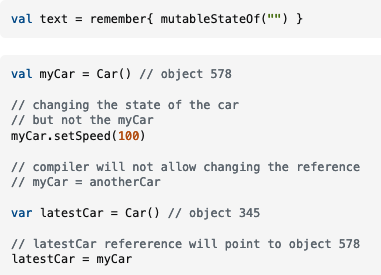 val text = remember{ mutableStateOf("") }
val myCar = Car() // object 578
// changing the state of the car
// but not the myCar
myCar.setSpeed(100)
// compiler will not allow changing the reference
// myCar = anotherCar
var latestCar = Car() // object 345
// latestCar refererence will point to object 578
latestCar = myCar